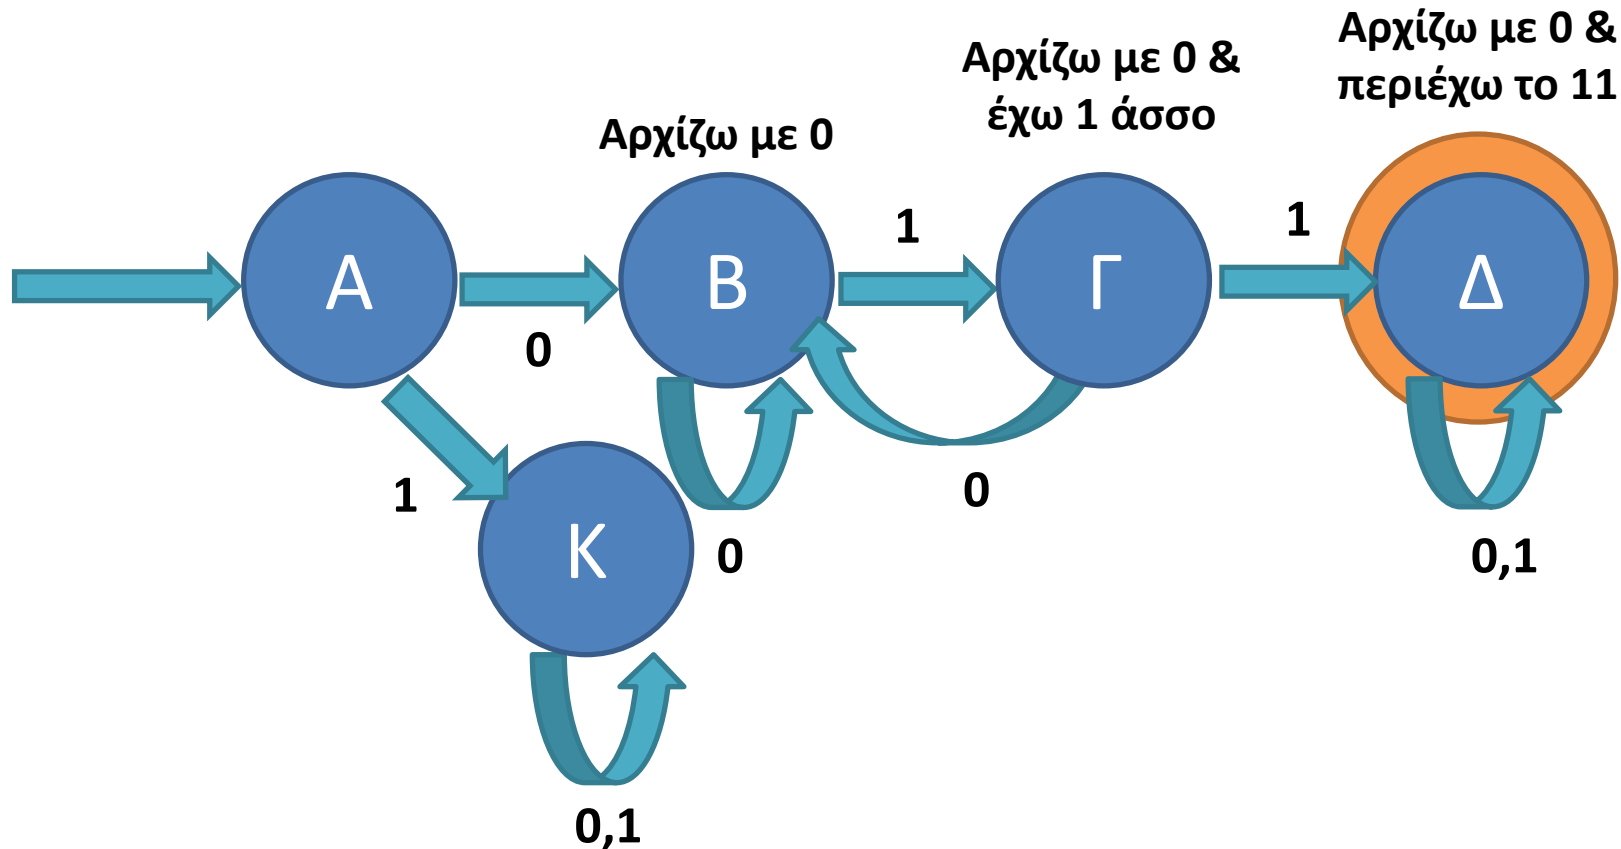 Αρχίζω με 0 &
περιέχω το 11
Αρχίζω με 0 &
έχω 1 άσσο
Αρχίζω με 0
Α
Β
Γ
Δ
0
1
1
1
Κ
0
0
0,1
0,1